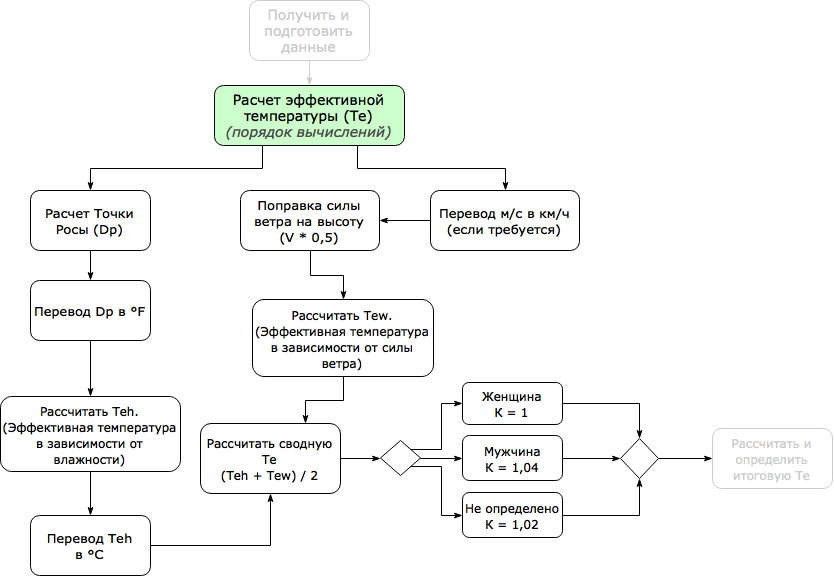 Получить и
подготовить
данные
Расчет эффективной
температуры (Te)
(порядок вычислений)
Расчет Точки
Росы (Dp)
Поправка силы
ветра на высоту
(V * 0,5)
Перевод м/с в км/ч
(если требуется)
Перевод Dp в °F
Рассчитать Tew.
(Эффективная температура
в зависимости от силы
ветра)
Рассчитать Teh.
(Эффективная температура
в зависимости от
влажности)
Рассчитать сводную
Te
(Teh + Tew) / 2
Женщина
K = 1
Мужчина
K = 1,04
Не определено
K = 1,02
Рассчитать и
определить
итоговую Te
Перевод Teh
в °C